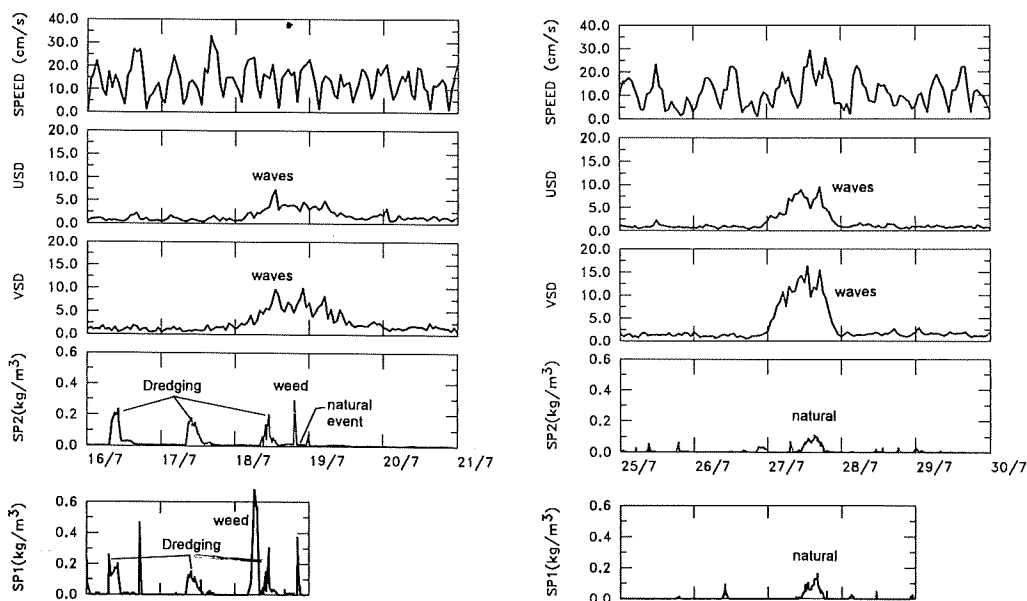 SPEED (cm/s)
40.0
30.0
20.0
10.0
0.0
USD
20.0
15.0
10.0
5.0
0.0
waves
VSD
20.0
15.0
10.0
5.0
0.0
waves
SP2(kg/m³)
0.6
0.4
0.2
0.0
Dredging
weed
natural
event
16/7 17/7 18/7 19/7 20/7 21/7
SP1(kg/m³)
0.6
0.4
0.2
0.0
weed
Dredging
SPEED (cm/s)
40.0
30.0
20.0
10.0
0.0
USD
20.0
15.0
10.0
5.0
0.0
waves
VSD
20.0
15.0
10.0
5.0
0.0
waves
SP2(kg/m³)
0.6
0.4
0.2
0.0
natural
25/7 26/7 27/7 28/7 29/7 30/7
SP1(kg/m³)
0.6
0.4
0.2
0.0
natural